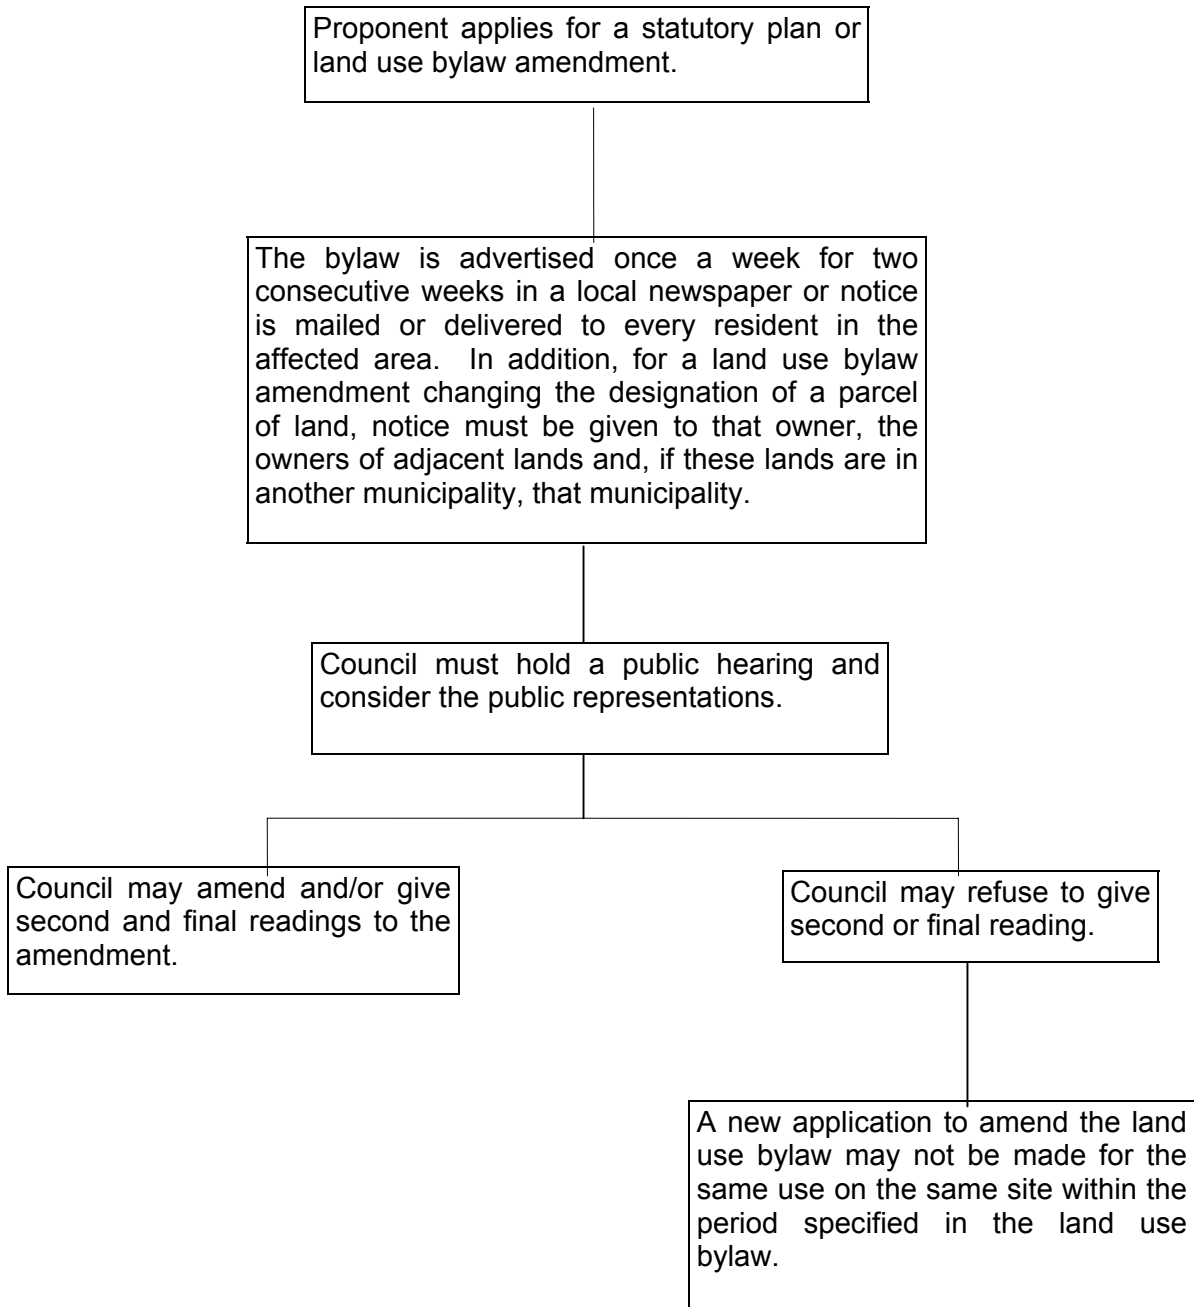 Proponent applies for a statutory plan or
land use bylaw amendment.
The bylaw is advertised once a week for two
consecutive weeks in a local newspaper or notice
is mailed or delivered to every resident in the
affected area. In addition, for a land use bylaw
amendment changing the designation of a parcel
of land, notice must be given to that owner, the
owners of adjacent lands and, if these lands are in
another municipality, that municipality.
Council must hold a public hearing and
consider the public representations.
Council may amend and/or give
second and final readings to the
amendment.
Council may refuse to give
second or final reading.
A new application to amend the land
use bylaw may not be made for the
same use on the same site within the
period specified in the land use
bylaw.